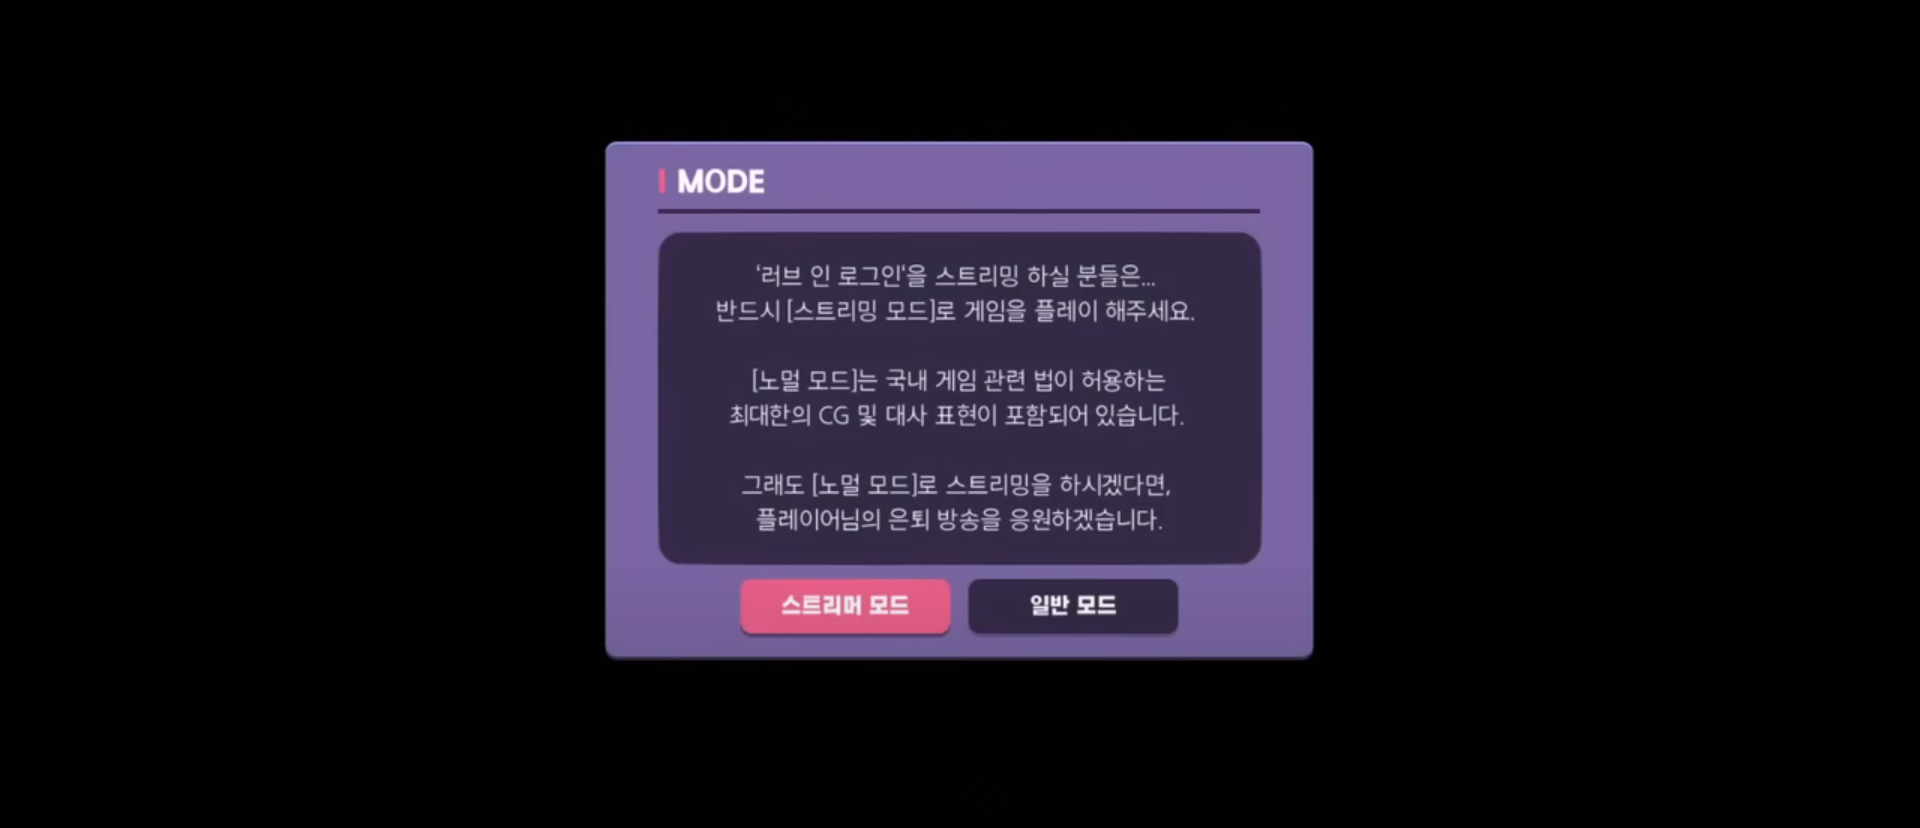 MODE
'러브 인 로그인'을 스트리밍 하실 분들은...
반드시 [스트리밍 모드]로 게임을 플레이 해주세요.
[노멀 모드]는 국내 게임 관련 법이 허용하는
최대한의 CG 및 대사 표현이 포함되어 있습니다.
그래도 [노멀 모드]로 스트리밍을 하시겠다면,
플레이어님의 은퇴 방송을 응원하겠습니다.
스트리머 모드
일반 모드